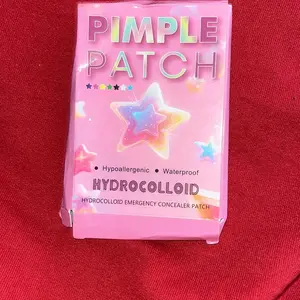 PIMPLE
PATCH
Hypoallergenic Waterproof
HYDROCOLLOID
HYDROCOLLOID EMERGENCY CONCEALER PATCH